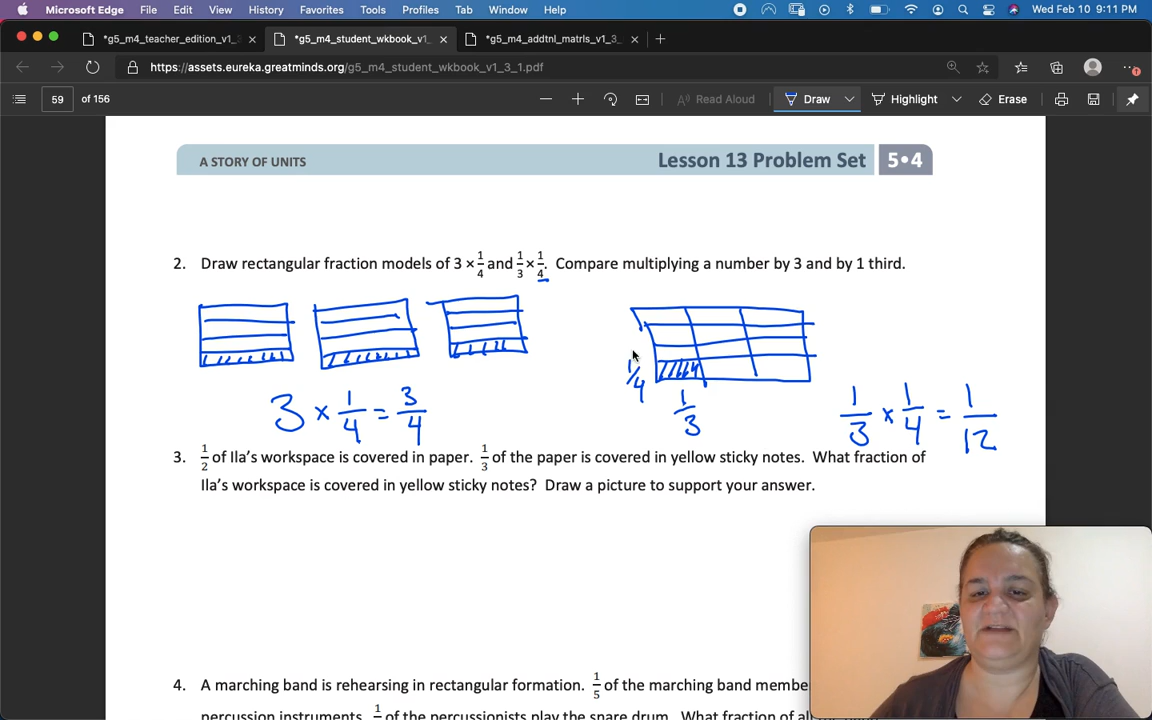 Microsoft Edge File Edit View History Favorites Tools Profiles Tab Window Help Wed Feb 10 9:11 PM
*g5_m4_teacher_edition_v1_3 *g5_m4_student_wkbook_v1_ *g5_m4_addtnl_matrls_v1_3_
https://assets.eureka.greatminds.org/g5_m4_student_wkbook_v1_3_1.pdf
59 of 156 Read Aloud Draw Highlight Erase
A STORY OF UNITS Lesson 13 Problem Set 5•4
2. Draw rectangular fraction models of 3 × 1/4 and 1/3 × 1/4. Compare multiplying a number by 3 and by 1 third.
1/4
1/3
3 × 1/4 = 3/4
1/3 × 1/4 = 1/12
3. 1/2 of Ila's workspace is covered in paper. 1/3 of the paper is covered in yellow sticky notes. What fraction of
Ila's workspace is covered in yellow sticky notes? Draw a picture to support your answer.
4. A marching band is rehearsing in rectangular formation. 1/5 of the marching band membe
percussion instruments. of the percussionists play the snare drum. What fraction of all